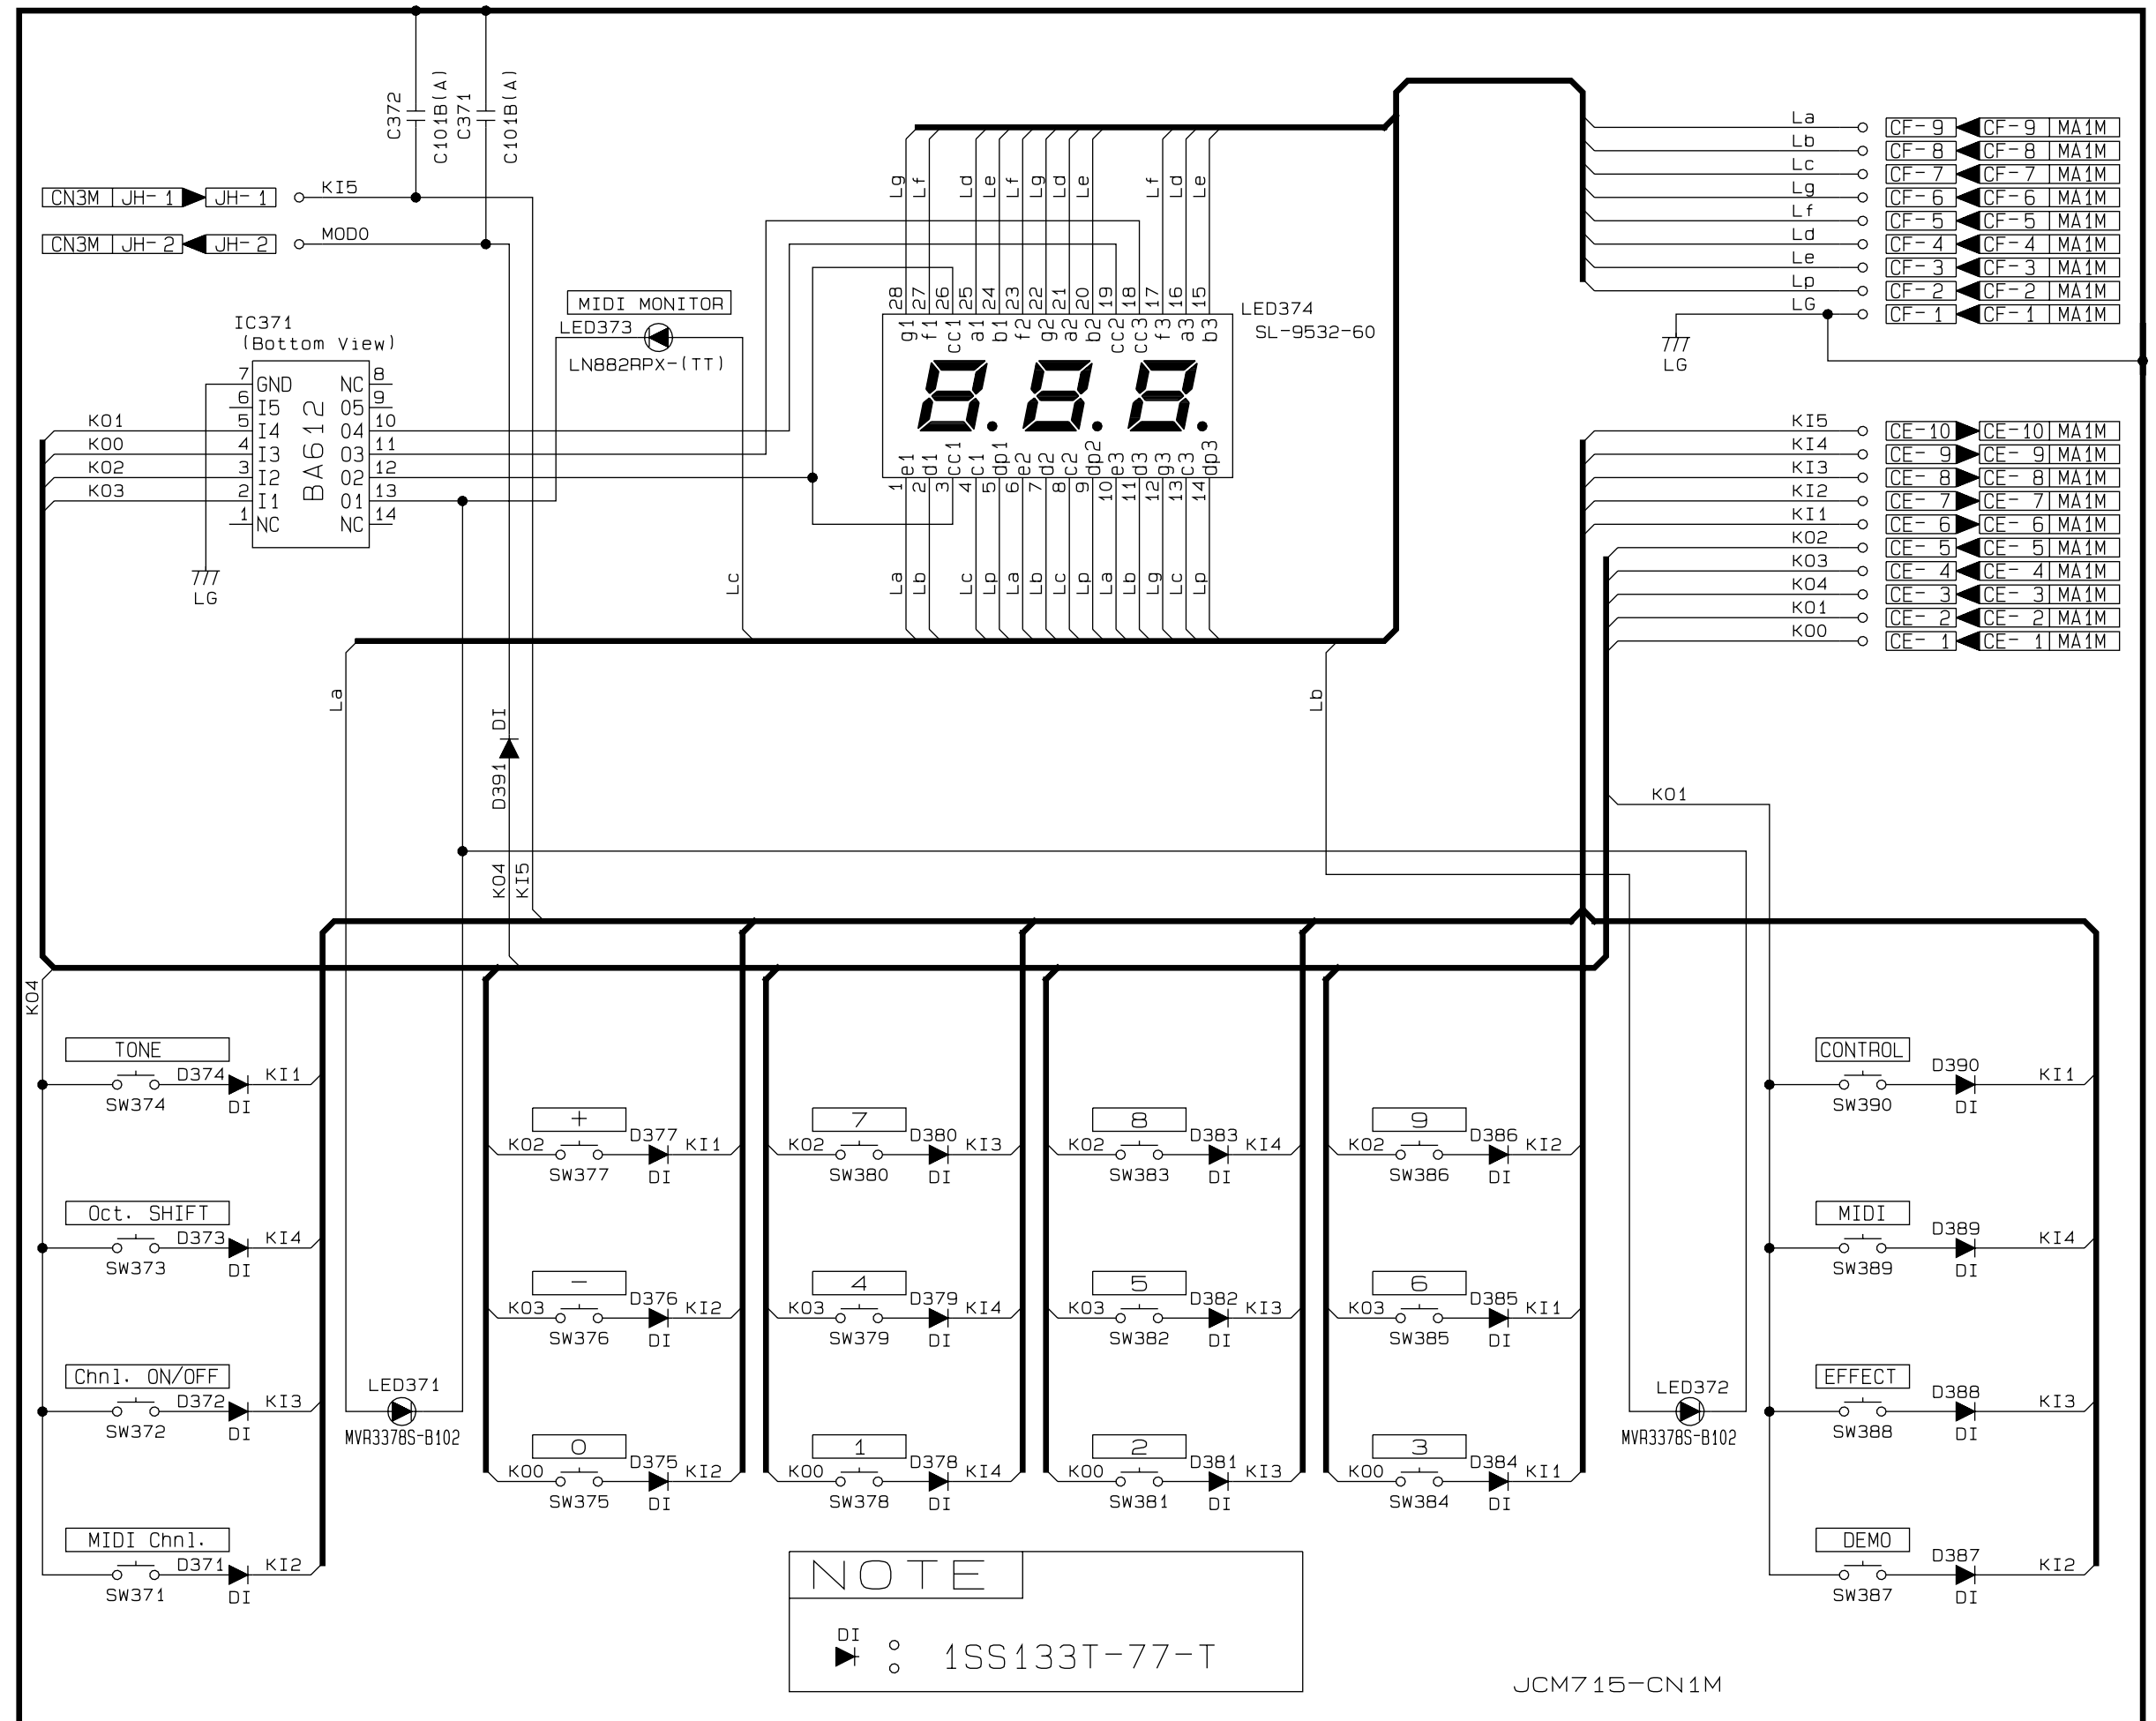 C372
C101B(A)
C371
C101B(A)
CN3M JH- 1 JH- 1 KI5
CN3M JH- 2 JH- 2 MODO
Lg Lf Ld Le Lf Lg Ld Le Lf Ld Le
La CF- 9 CF- 9 MA1M
Lb CF- 8 CF- 8 MA1M
Lc CF- 7 CF- 7 MA1M
Lg CF- 6 CF- 6 MA1M
Lf CF- 5 CF- 5 MA1M
Ld CF- 4 CF- 4 MA1M
Le CF- 3 CF- 3 MA1M
Lp CF- 2 CF- 2 MA1M
LG CF- 1 CF- 1 MA1M
LG
MIDI MONITOR
LED373
LN882RPX-(TT)
28 27 26 25 24 23 22 21 20 19 18 17 16 15
g1 f1 cc1 a1 b1 f2 g2 a2 b2 cc2 cc3 f3 a3 b3
LED374
SL-9532-60
8.8.8.
e1 d1 cc1 c1 dp1 e2 d2 c2 dp2 e3 d3 g3 c3 dp3
1 2 3 4 5 6 7 8 9 10 11 12 13 14
IC371
(Bottom View)
BA612
7 GND NC 8
6 I5 O5 9
KO1 5 I4 O4 10
KO0 4 I3 O3 11
KO2 3 I2 O2 12
KO3 2 I1 O1 13
1 NC NC 14
LG
Lc La Lb Lc Lp La Lb Lc Lp La Lb Lg Lc Lp
KI5 CE-10 CE-10 MA1M
KI4 CE- 9 CE- 9 MA1M
KI3 CE- 8 CE- 8 MA1M
KI2 CE- 7 CE- 7 MA1M
KI1 CE- 6 CE- 6 MA1M
KO2 CE- 5 CE- 5 MA1M
KO3 CE- 4 CE- 4 MA1M
KO4 CE- 3 CE- 3 MA1M
KO1 CE- 2 CE- 2 MA1M
KO0 CE- 1 CE- 1 MA1M
La
D391 DI
Lb
KO1
KO4 KI5
KO4
TONE
D374 KI1
SW374 DI
Oct. SHIFT
D373 KI4
SW373 DI
Chnl. ON/OFF
D372 KI3
SW372 DI
MIDI Chnl.
D371 KI2
SW371 DI
LED371
MVR3378S-B102
+
KO2 D377 KI1
SW377 DI
-
KO3 D376 KI2
SW376 DI
0
KO0 D375 KI2
SW375 DI
7
KO2 D380 KI3
SW380 DI
4
KO3 D379 KI4
SW379 DI
1
KO0 D378 KI4
SW378 DI
8
KO2 D383 KI4
SW383 DI
5
KO3 D382 KI3
SW382 DI
2
KO0 D381 KI3
SW381 DI
9
KO2 D386 KI2
SW386 DI
6
KO3 D385 KI1
SW385 DI
3
KO0 D384 KI1
SW384 DI
LED372
MVR3378S-B102
CONTROL
D390 KI1
SW390 DI
MIDI
D389 KI4
SW389 DI
EFFECT
D388 KI3
SW388 DI
DEMO
D387 KI2
SW387 DI
NOTE
DI : 1SS133T-77-T
JCM715-CN1M